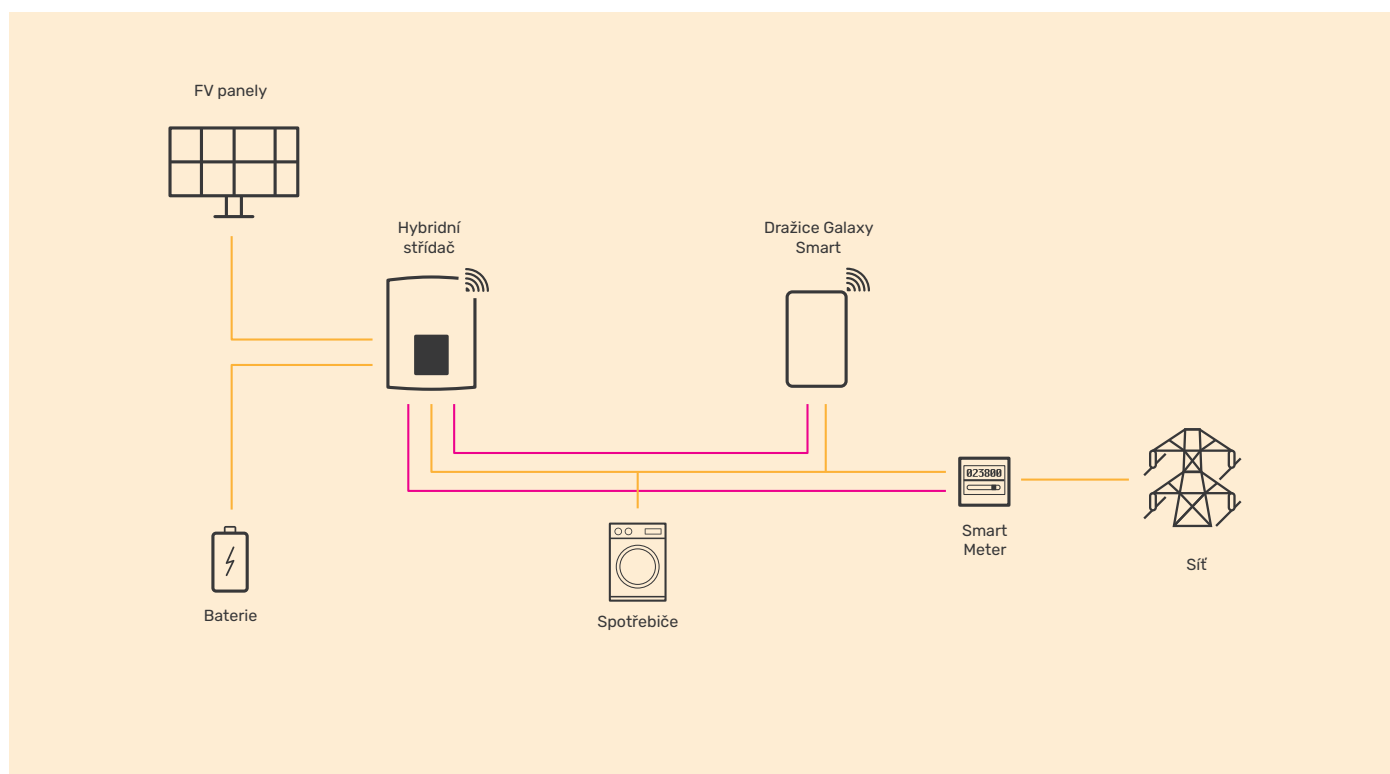 FV panely
Hybridní
střídač
Dražice Galaxy
Smart
023800
Smart
Meter
Síť
Baterie
Spotřebiče